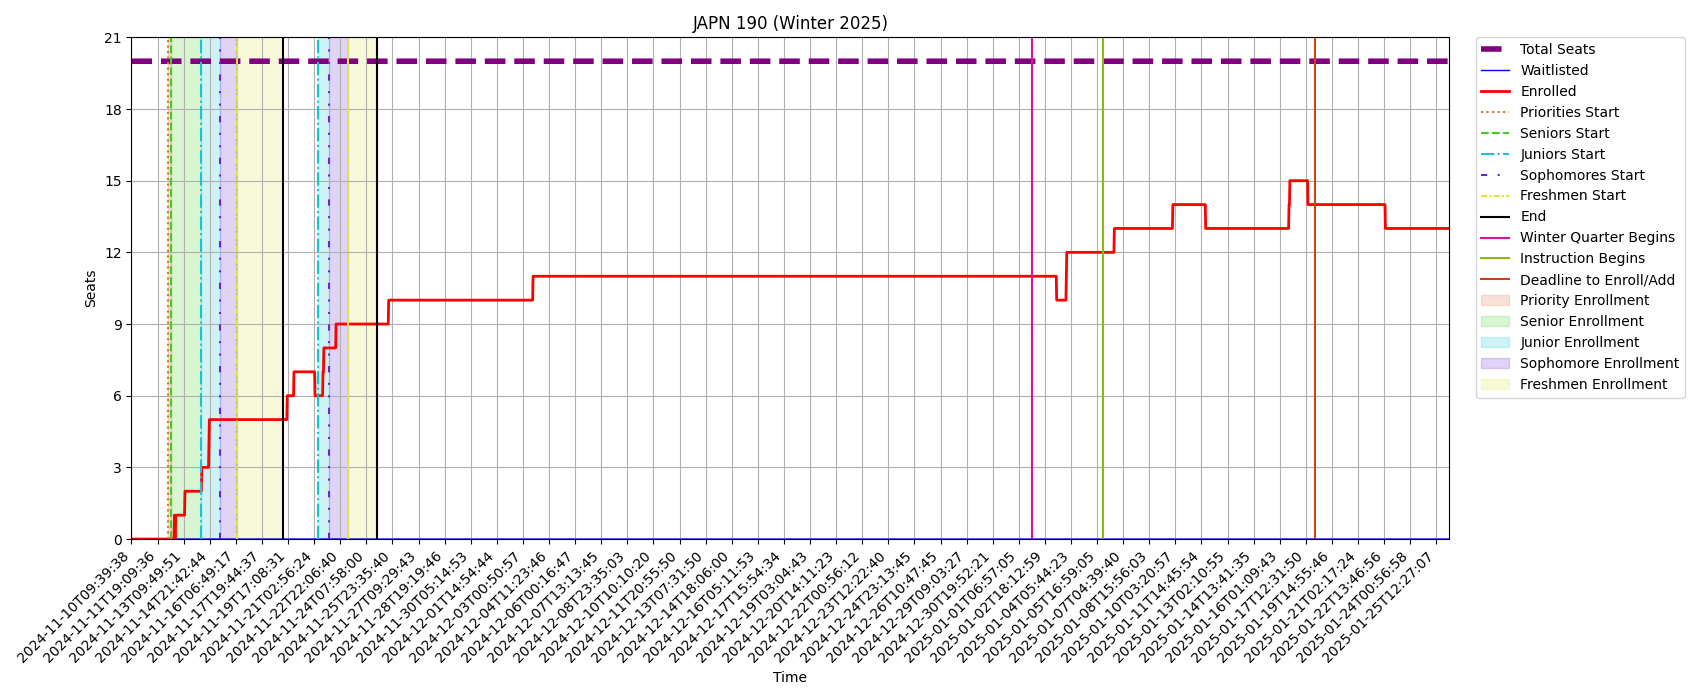 JAPN 190 (Winter 2025)
21
18
15
12
9
6
3
0
Seats
2024-11-10T09:39:38
2024-11-11T19:09:36
2024-11-13T09:49:51
2024-11-14T21:42:44
2024-11-16T06:49:17
2024-11-17T19:44:37
2024-11-19T17:08:31
2024-11-21T02:56:24
2024-11-22T22:06:40
2024-11-24T07:58:00
2024-11-25T23:35:40
2024-11-27T09:29:43
2024-11-28T19:19:46
2024-11-30T05:14:53
2024-12-01T14:54:44
2024-12-03T00:50:57
2024-12-04T11:23:46
2024-12-06T00:16:47
2024-12-07T13:13:45
2024-12-08T23:35:03
2024-12-10T10:10:20
2024-12-11T20:55:50
2024-12-13T07:31:50
2024-12-14T18:06:00
2024-12-16T05:11:53
2024-12-17T15:54:34
2024-12-19T03:04:43
2024-12-20T14:11:23
2024-12-22T00:56:12
2024-12-23T12:22:40
2024-12-24T23:13:45
2024-12-26T10:47:45
2024-12-29T09:03:27
2024-12-30T19:52:21
2025-01-01T06:57:05
2025-01-02T18:12:59
2025-01-04T05:44:23
2025-01-05T16:59:05
2025-01-07T04:39:40
2025-01-08T15:56:03
2025-01-10T03:20:57
2025-01-11T14:45:54
2025-01-13T02:10:55
2025-01-14T13:41:35
2025-01-16T01:09:43
2025-01-17T12:31:50
2025-01-19T14:55:46
2025-01-21T02:17:24
2025-01-22T13:46:56
2025-01-24T00:56:58
2025-01-25T12:27:07
Time
Total Seats
Waitlisted
Enrolled
Priorities Start
Seniors Start
Juniors Start
Sophomores Start
Freshmen Start
End
Winter Quarter Begins
Instruction Begins
Deadline to Enroll/Add
Priority Enrollment
Senior Enrollment
Junior Enrollment
Sophomore Enrollment
Freshmen Enrollment